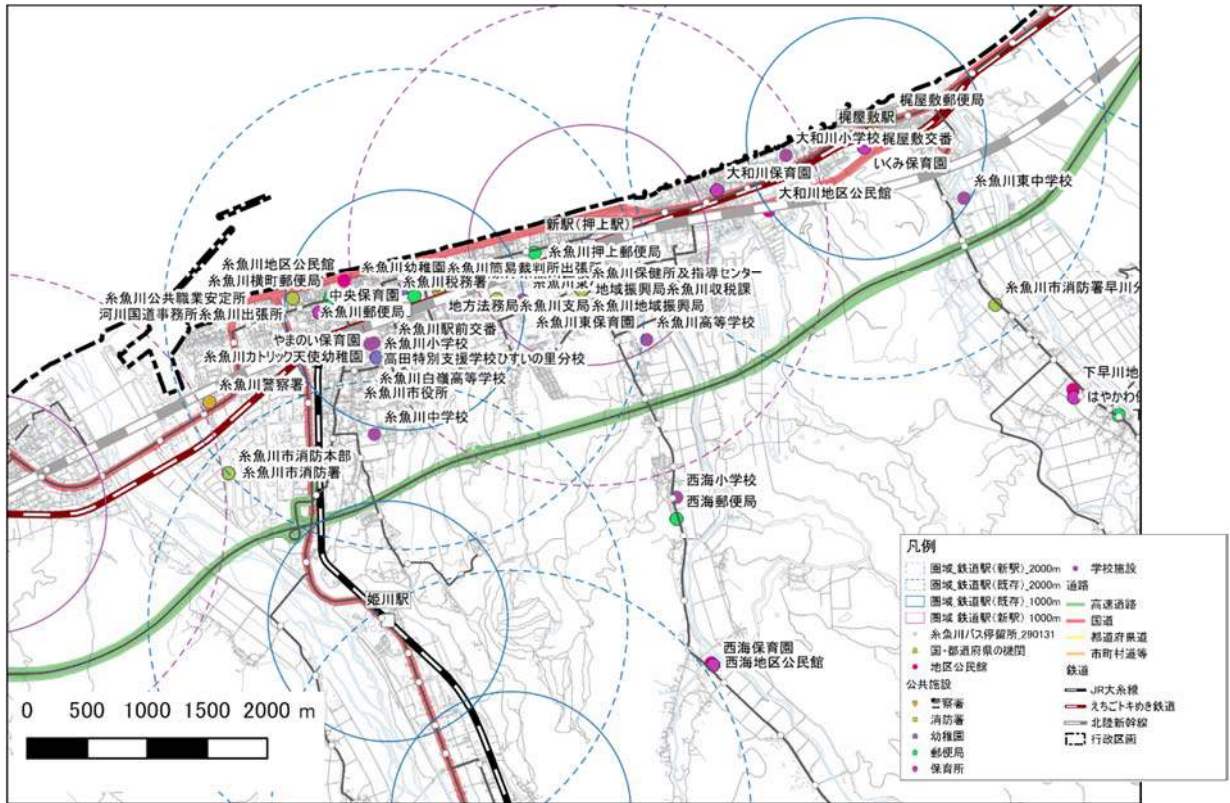 梶屋敷郵便局
梶屋敷駅
大和川小学校
梶屋敷交番
いくみ保育園
大和川保育園
糸魚川東中学校
大和川地区公民館
新駅(押上駅)
糸魚川押上郵便局
糸魚川地区公民館
糸魚川幼稚園
糸魚川簡易裁判所出張所
糸魚川保健所及指導センター
糸魚川横町郵便局
糸魚川税務署
糸魚川公共職業安定所
中央保育園
地域振興局糸魚川収税課
糸魚川市消防署早川分
河川国道事務所糸魚川出張所
糸魚川郵便局
地方法務局糸魚川支局
糸魚川地域振興局
糸魚川駅前交番
糸魚川東保育園
糸魚川高等学校
やまのい保育園
糸魚川小学校
糸魚川カトリック天使幼稚園
高田特別支援学校ひすいの里分校
下早川地
糸魚川警察署
糸魚川白嶺高等学校
糸魚川市役所
はやかわ保
糸魚川中学校
糸魚川市消防本部
糸魚川市消防署
西海小学校
西海郵便局
姫川駅
西海保育園
西海地区公民館
0 500 1000 1500 2000 m
凡例
圏域_鉄道駅(新駅)_2000m
圏域_鉄道駅(既存)_2000m
圏域_鉄道駅(既存)_1000m
圏域_鉄道駅(新駅)_1000m
糸魚川バス停留所_290131
国・都道府県の機関
地区公民館
公共施設
警察署
消防署
幼稚園
郵便局
保育所
学校施設
道路
高速道路
国道
都道府県道
市町村道等
鉄道
JR大糸線
えちごトキめき鉄道
北陸新幹線
行政区画